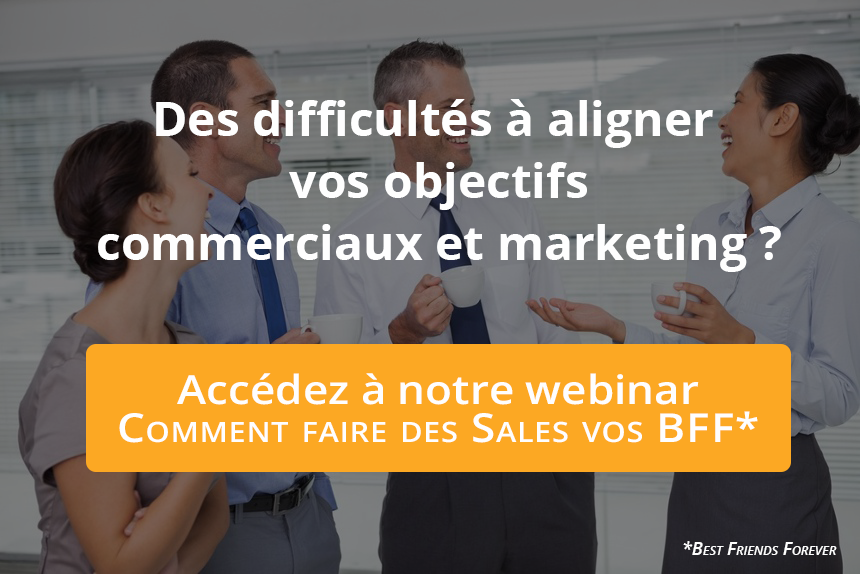 Des difficultés à aligner
vos objectifs
commerciaux et marketing ?
Accédez à notre webinar
Comment faire des Sales vos BFF*
*Best Friends Forever